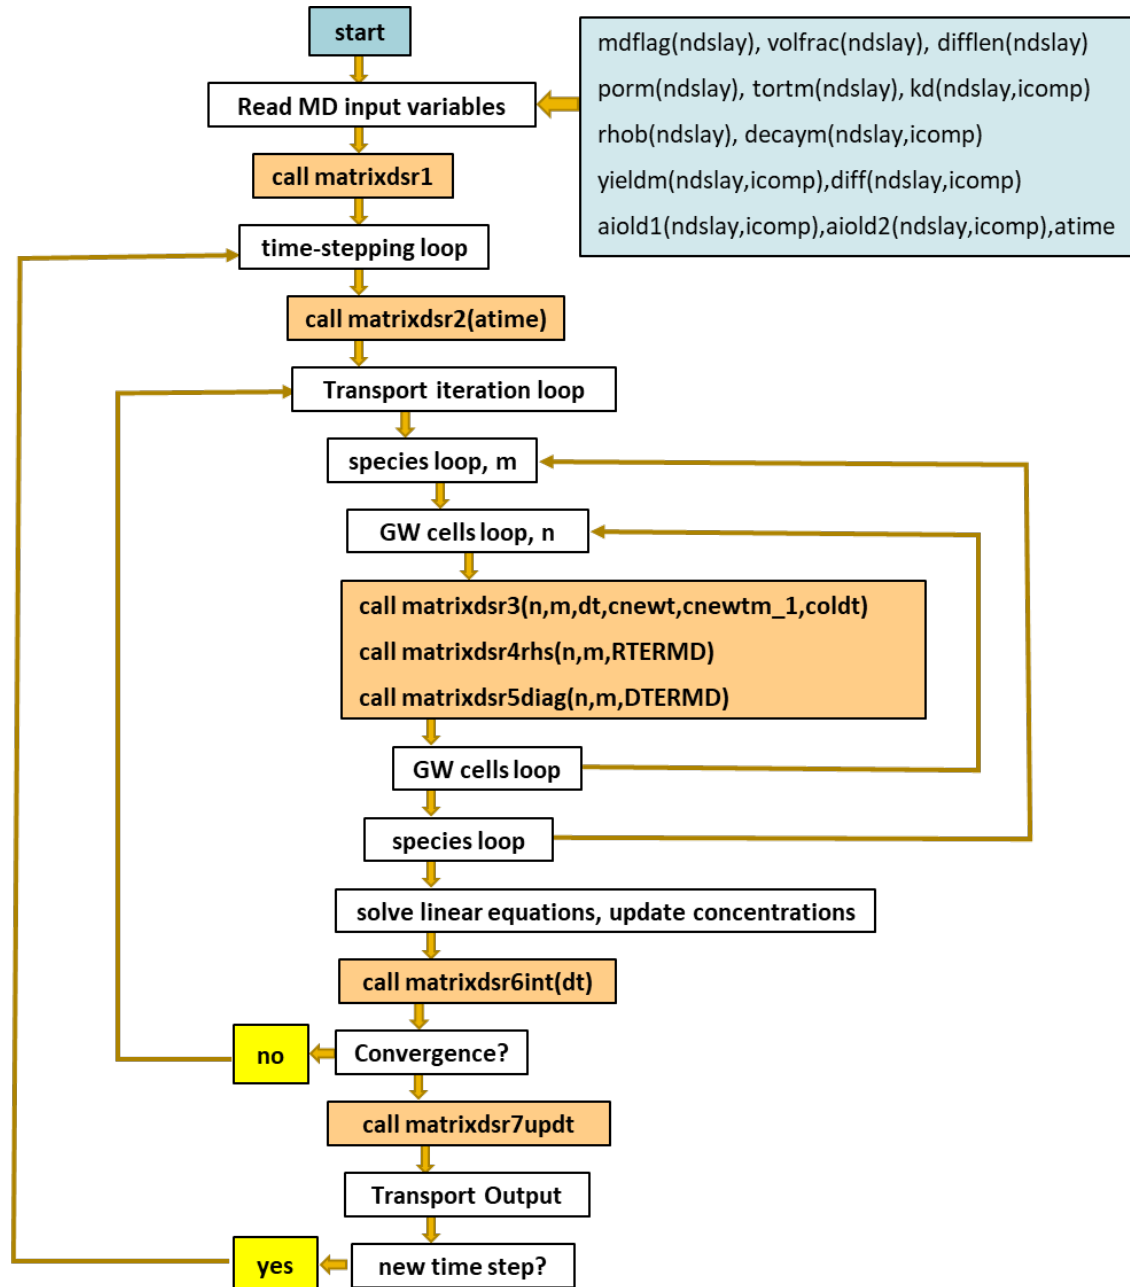 start
mdflag(ndslay), volfrac(ndslay), difflen(ndslay)
porm(ndslay), tortm(ndslay), kd(ndslay,icomp)
rhob(ndslay), decaym(ndslay,icomp)
yieldm(ndslay,icomp),diff(ndslay,icomp)
aiold1(ndslay,icomp),aiold2(ndslay,icomp),atime
Read MD input variables
call matrixdsr1
time-stepping loop
call matrixdsr2(atime)
Transport iteration loop
species loop, m
GW cells loop, n
call matrixdsr3(n,m,dt,cnewt,cnewtm_1,coldt)
call matrixdsr4rhs(n,m,RTERMD)
call matrixdsr5diag(n,m,DTERMD)
GW cells loop
species loop
solve linear equations, update concentrations
call matrixdsr6int(dt)
no
Convergence?
call matrixdsr7updt
Transport Output
yes
new time step?